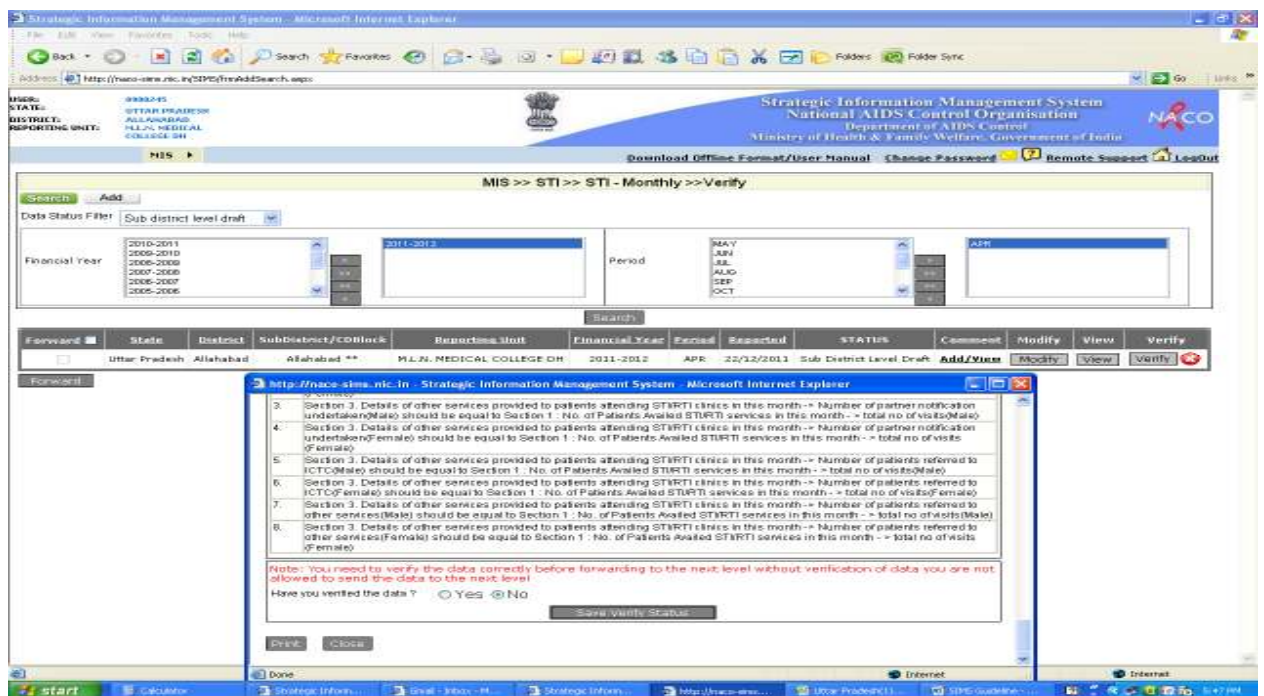 Strategic Information Management System - Microsoft Internet Explorer
File Edit View Favorites Tools Help
Back Search Favorites Folders Folder Sync
Address http://naco-sims.nic.in/SIMS/frmAddSearch.aspx Go Links
USER:
STATE: UTTAR PRADESH
DISTRICT: ALLAHABAD
REPORTING UNIT: M.L.N. MEDICAL
COLLEGE DH
Strategic Information Management System
National AIDS Control Organisation
Department of AIDS Control
Ministry of Health & Family Welfare, Government of India
NACO
MIS
Download Offline Format/User Manual Change Password Remote Support LogOut
MIS >> STI >> STI - Monthly >>Verify
Search Add
Data Status Filter Sub district level draft
Financial Year
2010-2011
2009-2010
2008-2009
2007-2008
2006-2007
2005-2006
2011-2012
Period
MAY
JUN
JUL
AUG
SEP
OCT
APR
Search
Forward State District SubDistrict/CDBlock Reporting Unit Financial Year Period Reported STATUS Comment Modify View Verify
Uttar Pradesh Allahabad Allahabad ** M.L.N. MEDICAL COLLEGE DH 2011-2012 APR 22/12/2011 Sub District Level Draft Add/View Modify View Verify
Forward
http://naco-sims.nic.in - Strategic Information Management System - Microsoft Internet Explorer
3. Section 3. Details of other services provided to patients attending STI/RTI clinics in this month -> Number of partner notification
undertaken(Male) should be equal to Section 1 : No. of Patients Availed STI/RTI services in this month - > total no of visits(Male)
4. Section 3. Details of other services provided to patients attending STI/RTI clinics in this month -> Number of partner notification
undertaken(Female) should be equal to Section 1 : No. of Patients Availed STI/RTI services in this month - > total no of visits
(Female)
5. Section 3. Details of other services provided to patients attending STI/RTI clinics in this month -> Number of patients referred to
ICTC(Male) should be equal to Section 1 : No. of Patients Availed STI/RTI services in this month - > total no of visits(Male)
6. Section 3. Details of other services provided to patients attending STI/RTI clinics in this month -> Number of patients referred to
ICTC(Female) should be equal to Section 1 : No. of Patients Availed STI/RTI services in this month - > total no of visits(Female)
7. Section 3. Details of other services provided to patients attending STI/RTI clinics in this month -> Number of patients referred to
other services(Male) should be equal to Section 1 : No. of Patients Availed STI/RTI services in this month - > total no of visits(Male)
8. Section 3. Details of other services provided to patients attending STI/RTI clinics in this month -> Number of patients referred to
other services(Female) should be equal to Section 1 : No. of Patients Availed STI/RTI services in this month - > total no of visits
(Female)
Note: You need to verify the data correctly before forwarding to the next level without verification of data you are not
allowed to send the data to the next level
Have you verified the data ? Yes No
Save Verify Status
Print Close
Done Internet
Internet
start Calculator Strategic Inform... Gmail - Inbox - M... Strategic Inform... http://naco-sims.... Uttar Pradesh(1)... SIMS Guideline... 5:47 PM